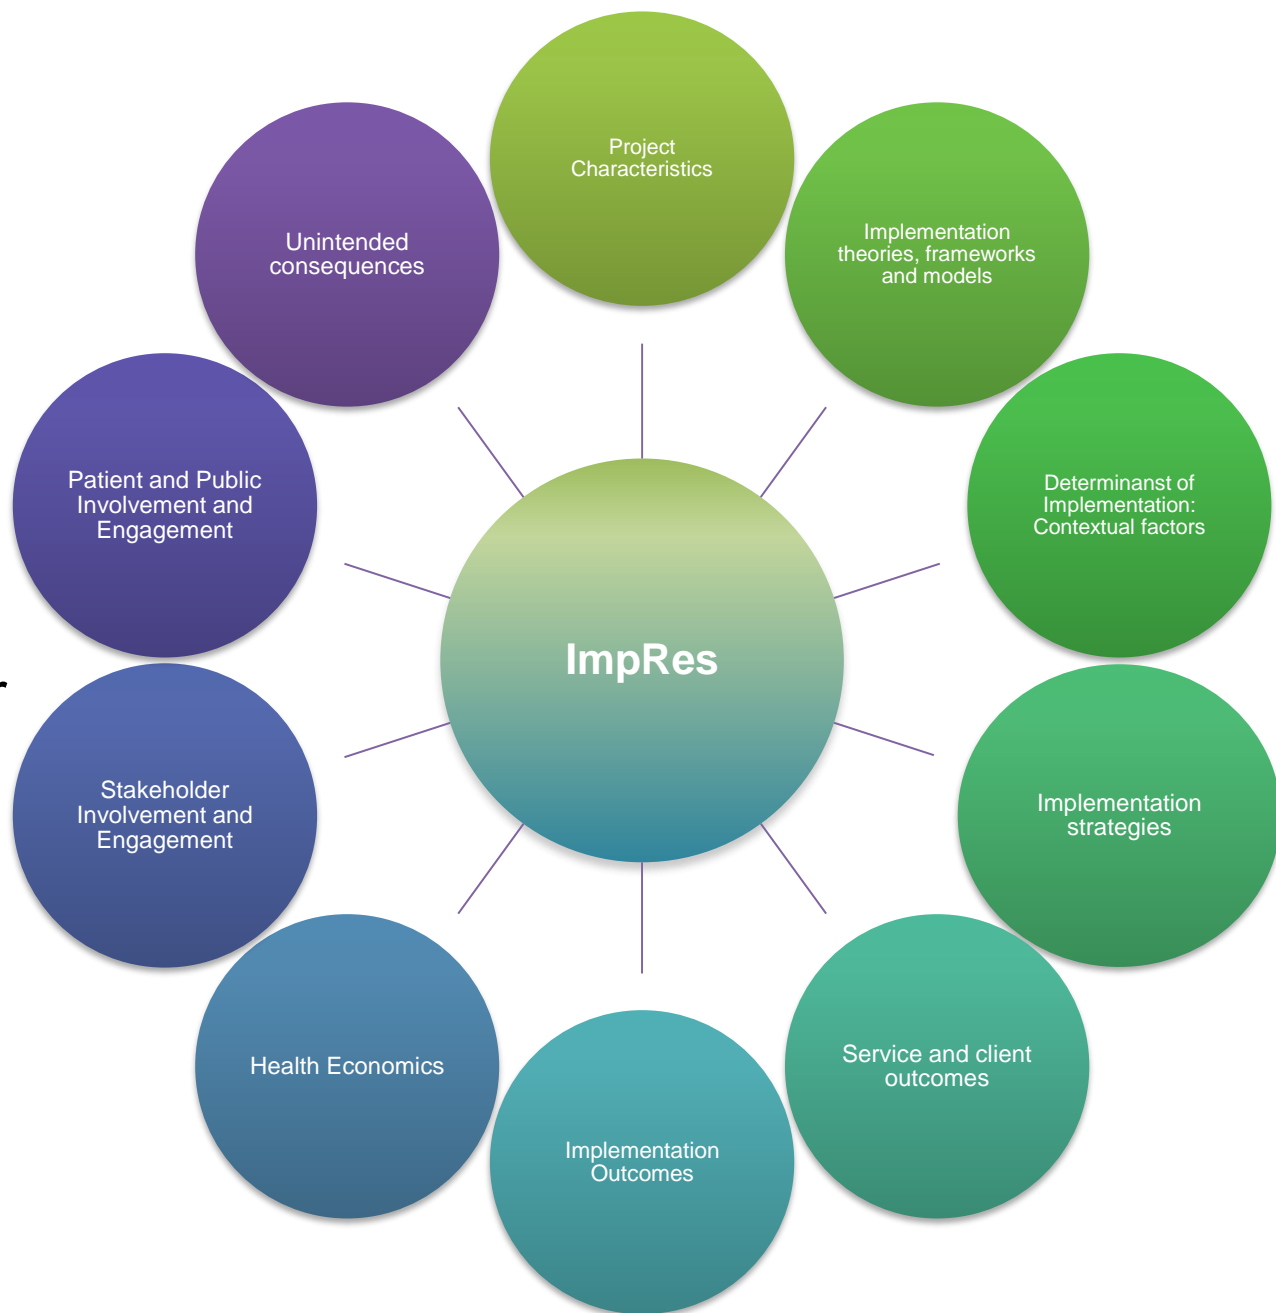 Project
Characteristics
Implementation
theories, frameworks
and models
Determinanst of
Implementation:
Contextual factors
Implementation
strategies
Service and client
outcomes
Implementation
Outcomes
Health Economics
Stakeholder
Involvement and
Engagement
Patient and Public
Involvement and
Engagement
Unintended
consequences
ImpRes